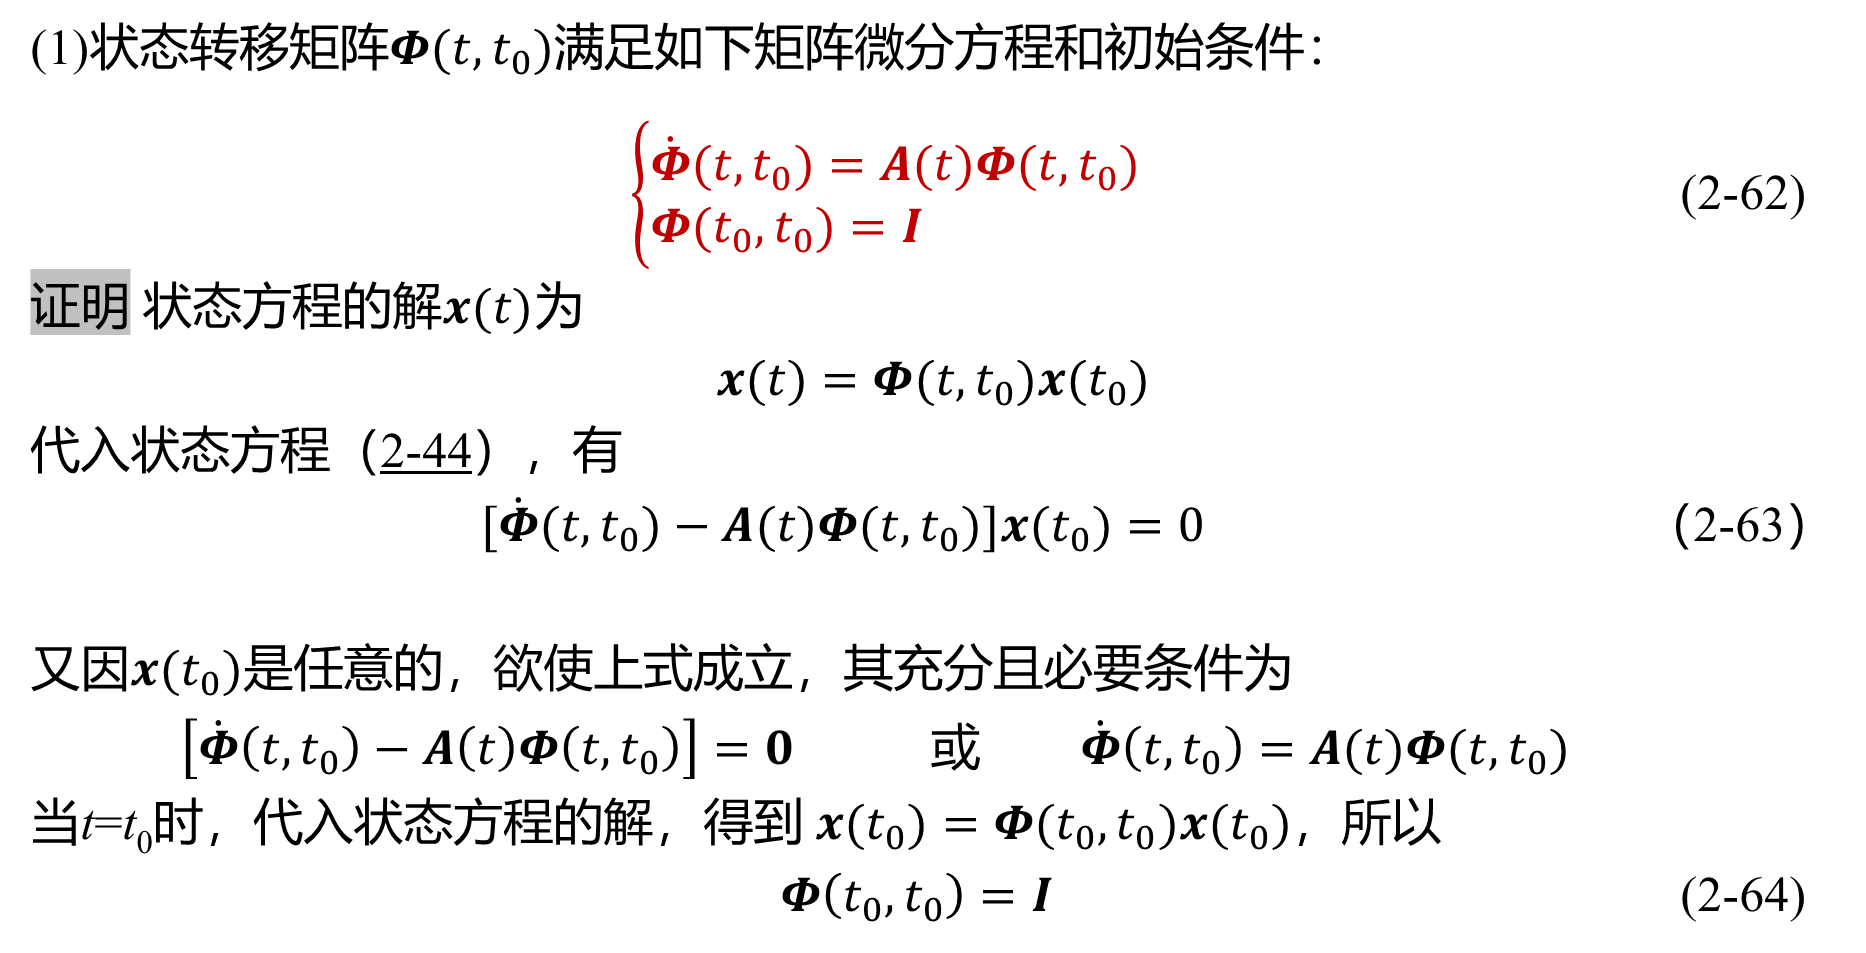 (1)状态转移矩阵𝜱(t, t₀)满足如下矩阵微分方程和初始条件：
{ 𝜱̇(t, t₀) = 𝑨(t)𝜱(t, t₀)
𝜱(t₀, t₀) = 𝑰 (2-62)
证明 状态方程的解𝒙(t)为
𝒙(t) = 𝜱(t, t₀)𝒙(t₀)
代入状态方程（2-44），有
[𝜱̇(t, t₀) − 𝑨(t)𝜱(t, t₀)]𝒙(t₀) = 0 （2-63）
又因𝒙(t₀)是任意的，欲使上式成立，其充分且必要条件为
[𝜱̇(t, t₀) − 𝑨(t)𝜱(t, t₀)] = 𝟎 或 𝜱̇(t, t₀) = 𝑨(t)𝜱(t, t₀)
当t=t₀时，代入状态方程的解，得到 𝒙(t₀) = 𝜱(t₀, t₀)𝒙(t₀)，所以
𝜱(t₀, t₀) = 𝑰 (2-64)